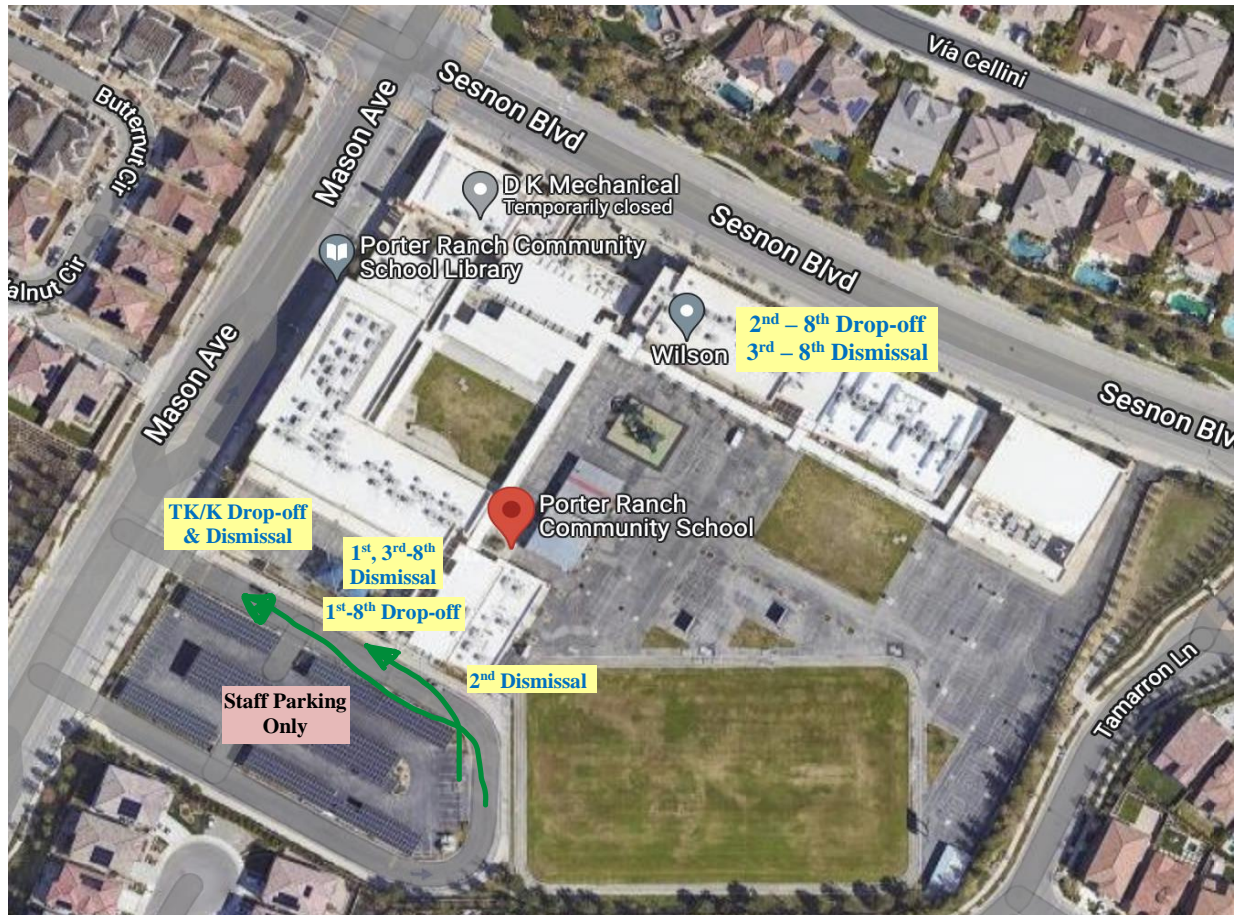 Butternut Cir
Mason Ave
Sesnon Blvd
Vía Cellini
D K Mechanical
Temporarily closed
Porter Ranch Community
School Library
Sesnon Blvd
alnut Cir
Wilson
2nd – 8th Drop-off
3rd – 8th Dismissal
Mason Ave
Sesnon Blv
Porter Ranch
Community School
TK/K Drop-off
& Dismissal
1st, 3rd-8th
Dismissal
1st-8th Drop-off
2nd Dismissal
Staff Parking
Only
Tamarron Ln